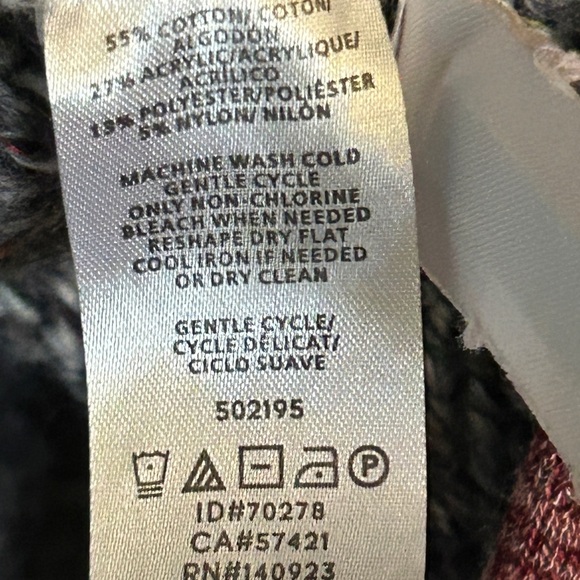 55% COTTON/ COTON/
ALGODON
27% ACRYLIC/ACRYLIQUE/
ACRILICO
13% POLYESTER/POLIÉSTER
5% NYLON/ NILON
MACHINE WASH COLD
GENTLE CYCLE
ONLY NON-CHLORINE
BLEACH WHEN NEEDED
RESHAPE DRY FLAT
COOL IRON IF NEEDED
OR DRY CLEAN
GENTLE CYCLE/
CYCLE DELICAT/
CICLO SUAVE
502195
P
ID#70278
CA#57421
RN#140923